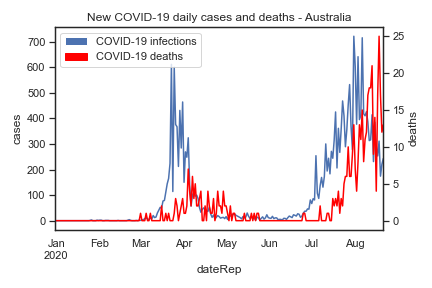 New COVID-19 daily cases and deaths - Australia
COVID-19 infections
COVID-19 deaths
700
600
500
400
300
200
100
0
cases
25
20
15
10
5
0
deaths
Jan Feb Mar Apr May Jun Jul Aug
2020
dateRep